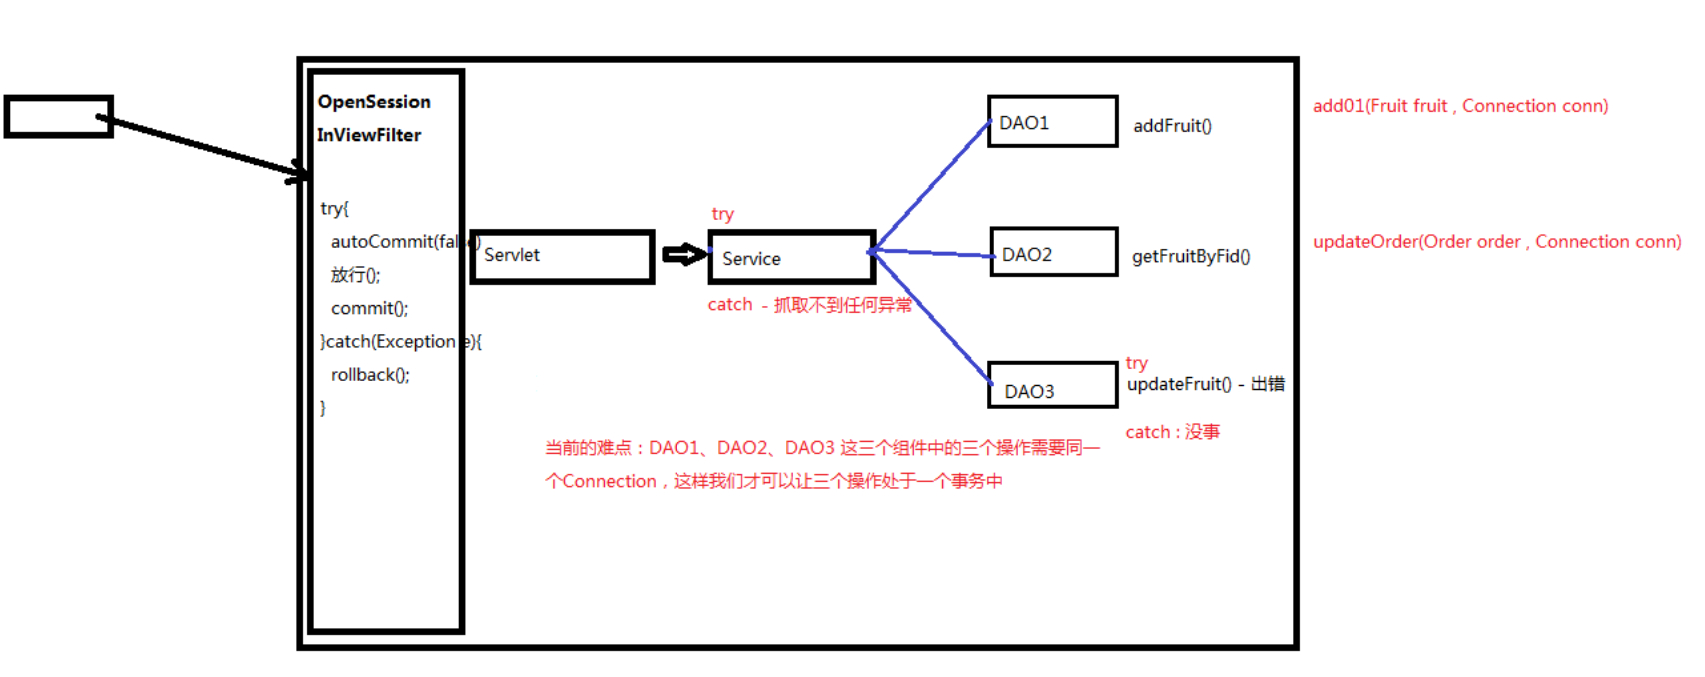 OpenSession
InViewFilter
try{
autoCommit(false)
放行();
commit();
}catch(Exception e){
rollback();
}
Servlet
try
Service
catch - 抓取不到任何异常
DAO1
addFruit()
add01(Fruit fruit , Connection conn)
DAO2
getFruitByFid()
updateOrder(Order order , Connection conn)
DAO3
try
updateFruit() - 出错
catch : 没事
当前的难点：DAO1、DAO2、DAO3 这三个组件中的三个操作需要同一
个Connection，这样我们才可以让三个操作处于一个事务中